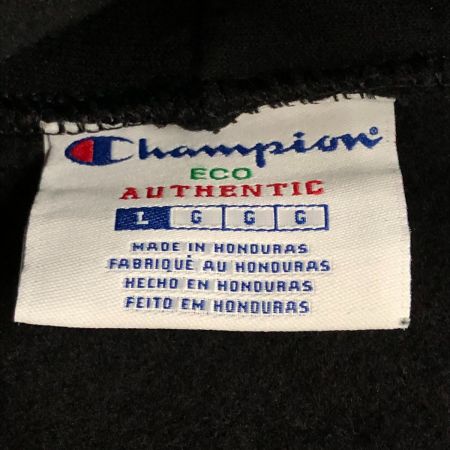 Champion
ECO
AUTHENTIC
L G G G
MADE IN HONDURAS
FABRIQUÉ AU HONDURAS
HECHO EN HONDURAS
FEITO EM HONDURAS